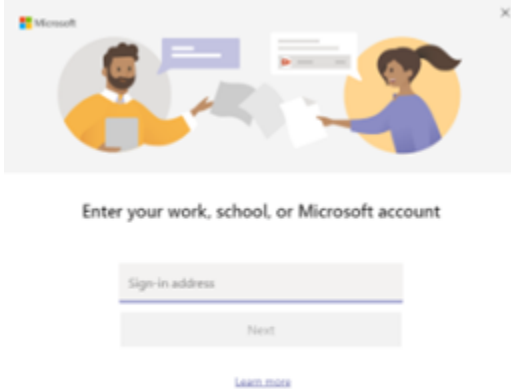 Microsoft
Enter your work, school, or Microsoft account
Sign-in address
Next
Learn more